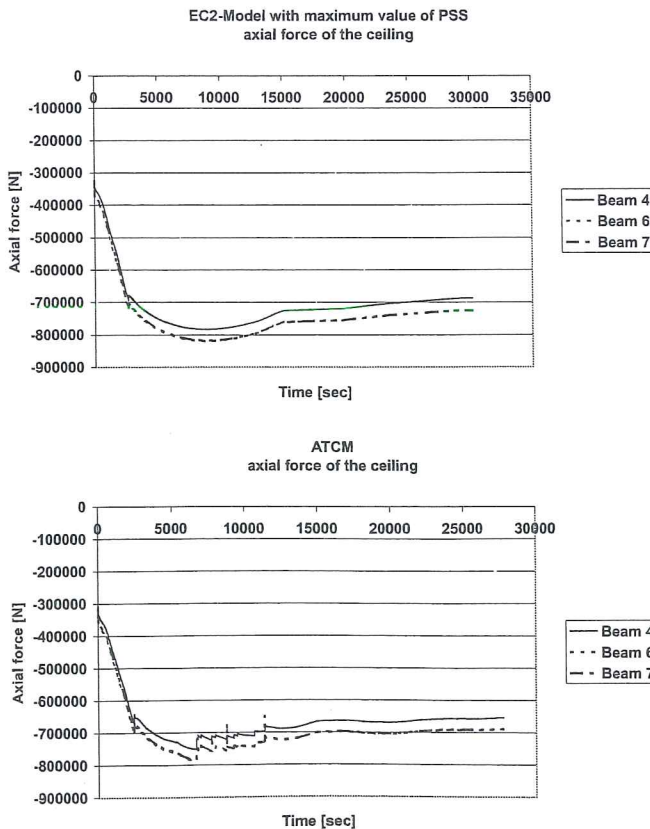 EC2-Model with maximum value of PSS
axial force of the ceiling
0
-100000
-200000
-300000
-400000
-500000
-600000
-700000
-800000
-900000
0 5000 10000 15000 20000 25000 30000 35000
Axial force [N]
Time [sec]
Beam 4
Beam 6
Beam 7
ATCM
axial force of the ceiling
0
-100000
-200000
-300000
-400000
-500000
-600000
-700000
-800000
-900000
0 5000 10000 15000 20000 25000 30000
Axial force [N]
Time [sec]
Beam 4
Beam 6
Beam 7